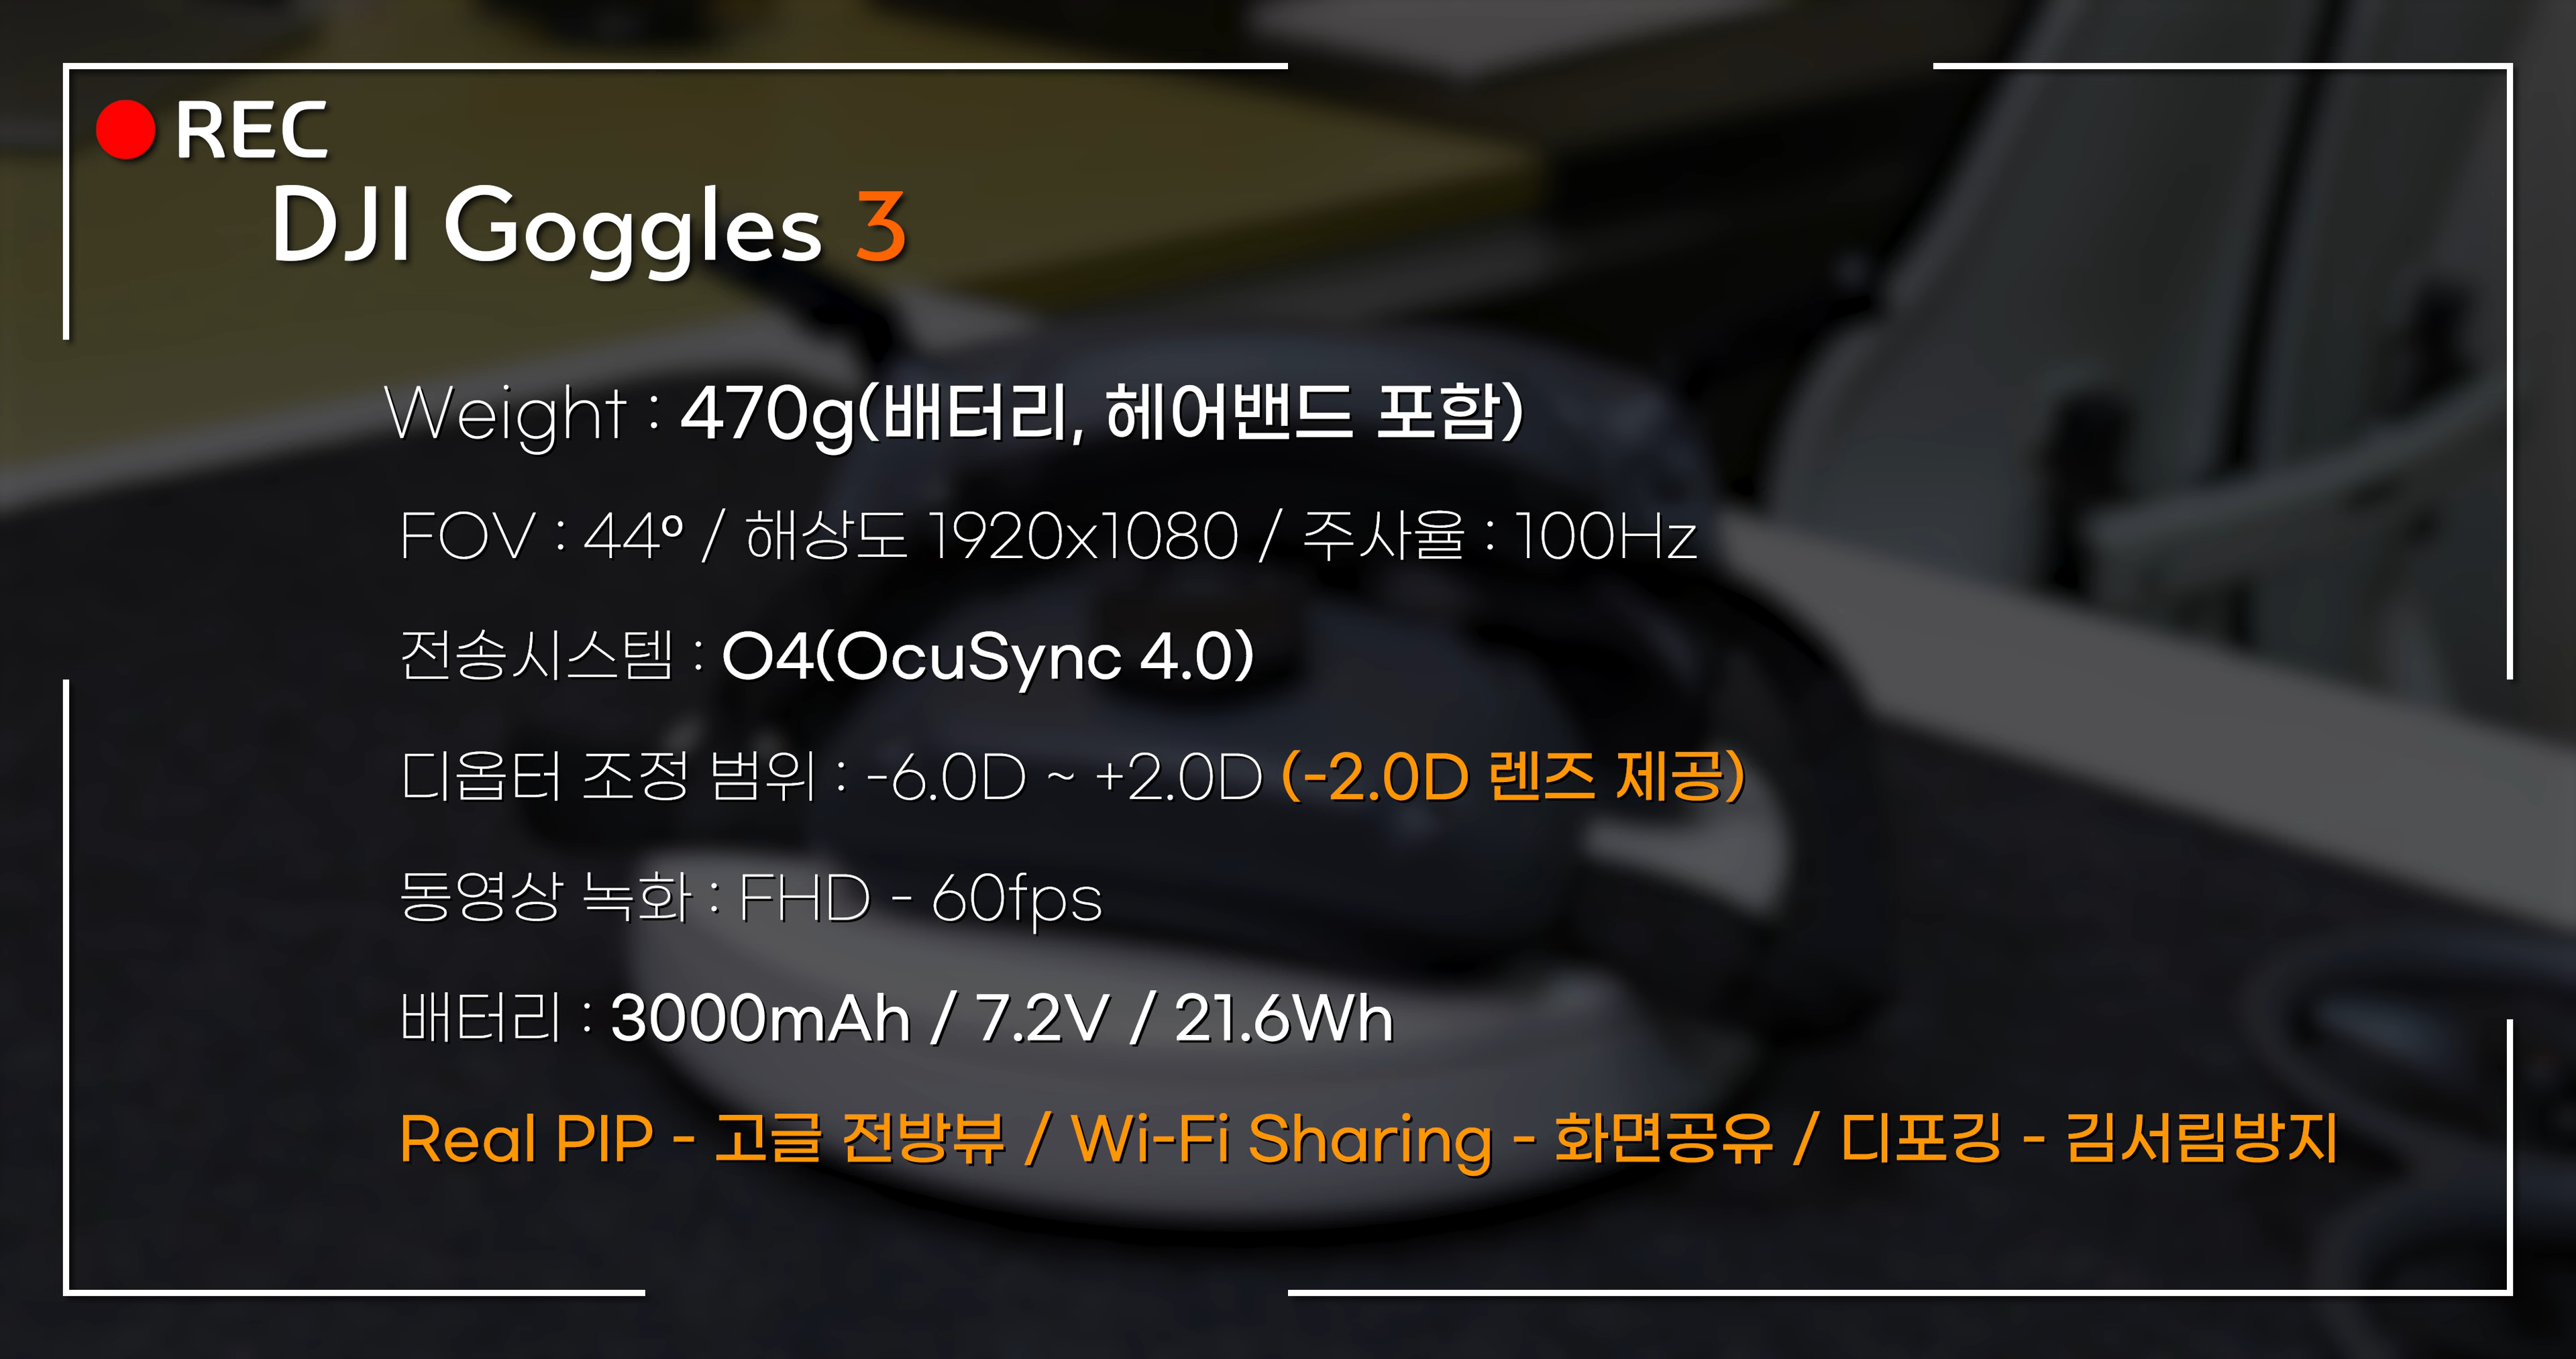 REC
DJI Goggles 3
Weight : 470g(배터리, 헤어밴드 포함)
FOV : 44º / 해상도 1920x1080 / 주사율 : 100Hz
전송시스템 : O4(OcuSync 4.0)
디옵터 조정 범위 : -6.0D ~ +2.0D (-2.0D 렌즈 제공)
동영상 녹화 : FHD - 60fps
배터리 : 3000mAh / 7.2V / 21.6Wh
Real PIP - 고글 전방뷰 / Wi-Fi Sharing - 화면공유 / 디포깅 - 김서림방지